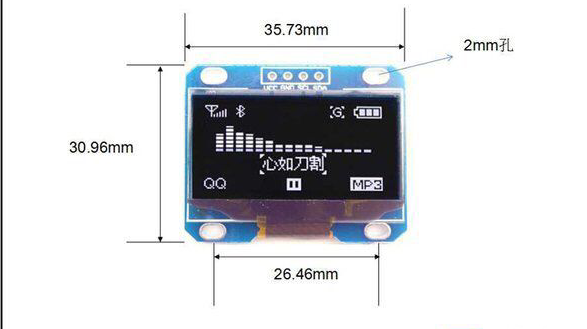 35.73mm
2mm孔
VCC GND SCL SDA
30.96mm
G
心如刀割
QQ
MP3
26.46mm